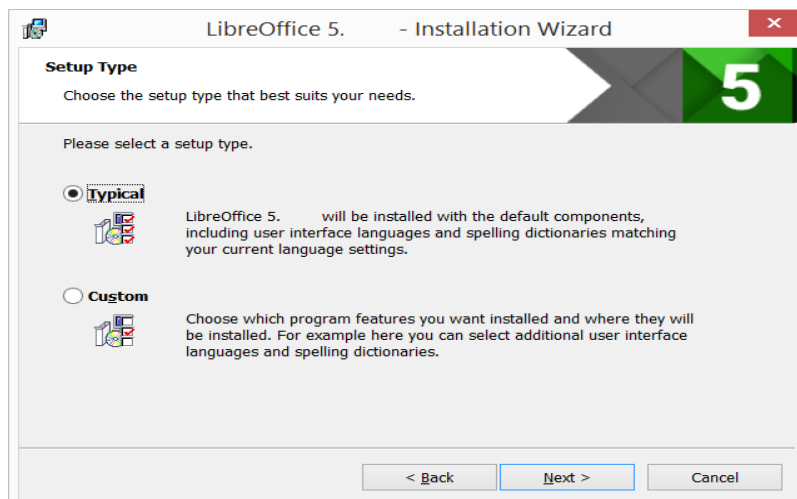 LibreOffice 5. - Installation Wizard
Setup Type
Choose the setup type that best suits your needs.
5
Please select a setup type.
Typical
LibreOffice 5. will be installed with the default components,
including user interface languages and spelling dictionaries matching
your current language settings.
Custom
Choose which program features you want installed and where they will
be installed. For example here you can select additional user interface
languages and spelling dictionaries.
< Back Next > Cancel